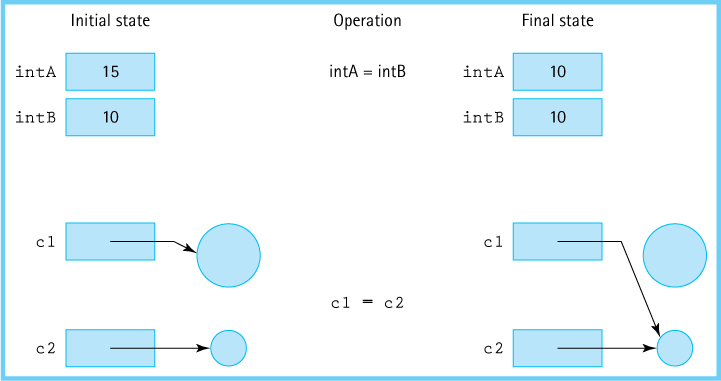 Initial state Operation Final state
intA 15 intA = intB intA 10
intB 10 intB 10
c1 c1
c1 = c2
c2 c2